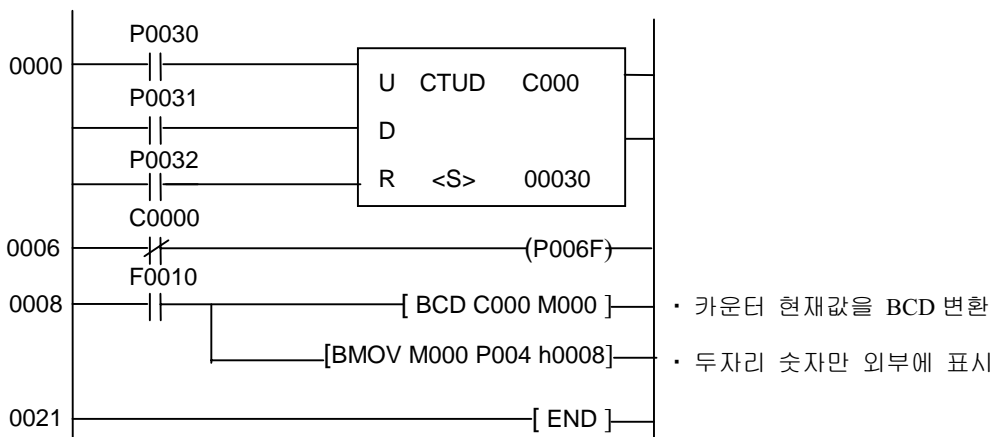 P0030
0000
U CTUD C000
P0031
D
P0032
R <S> 00030
C0000
0006 (P006F)
F0010
0008 [ BCD C000 M000 ] · 카운터 현재값을 BCD 변환
[BMOV M000 P004 h0008] · 두자리 숫자만 외부에 표시
0021 [ END ]